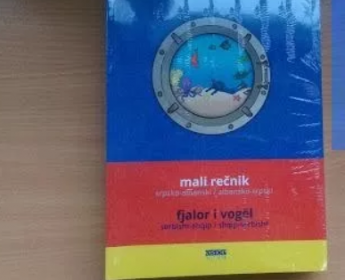 mali rečnik
srpsko-albanski / albansko-srpski
fjalor i vogël
serbisht-shqip / shqip-serbisht